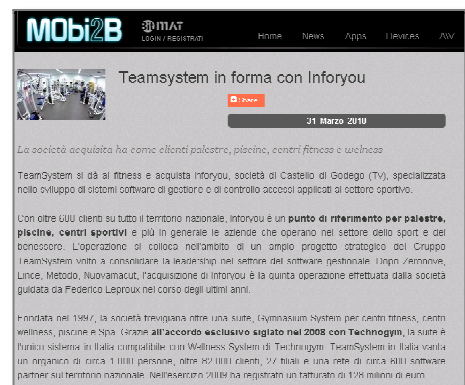 MObi2B
3DMAT
LOGIN / REGISTRATI
Home News Apps Devices A\V
Teamsystem in forma con Inforyou
Share
31 Marzo 2010
La società acquisita ha come clienti palestre, piscine, centri fitness e welness
TeamSystem si dà al fitness e acquista Inforyou, società di Castello di Godego (Tv), specializzata
nello sviluppo di sistemi software di gestione e di controllo accessi applicati al settore sportivo.
Con oltre 600 clienti su tutto il territorio nazionale, Inforyou è un punto di riferimento per palestre,
piscine, centri sportivi e più in generale le aziende che operano nel settore dello sport e del
benessere. L'operazione si colloca nell'ambito di un ampio progetto strategico del Gruppo
TeamSystem volto a consolidare la leadership nel settore del software gestionale. Dopo Zeronove,
Lince, Metodo, Nuovamacut, l'acquisizione di Inforyou è la quinta operazione effettuata dalla società
guidata da Federico Leproux nel corso degli ultimi anni.
Fondata nel 1997, la società trevigiana offre una suite, Gymnasium System per centri fitness, centri
wellness, piscine e Spa. Grazie all'accordo esclusivo siglato nel 2008 con Technogym, la suite è
l'unico sistema in Italia compatibile con Wellness System di Technogym. TeamSystem in Italia vanta
un organico di circa 1.000 persone, oltre 82.000 clienti, 27 filiali e una rete di circa 600 software
partner sul territorio nazionale. Nell'esercizio 2009 ha registrato un fatturato di 128 milioni di euro.